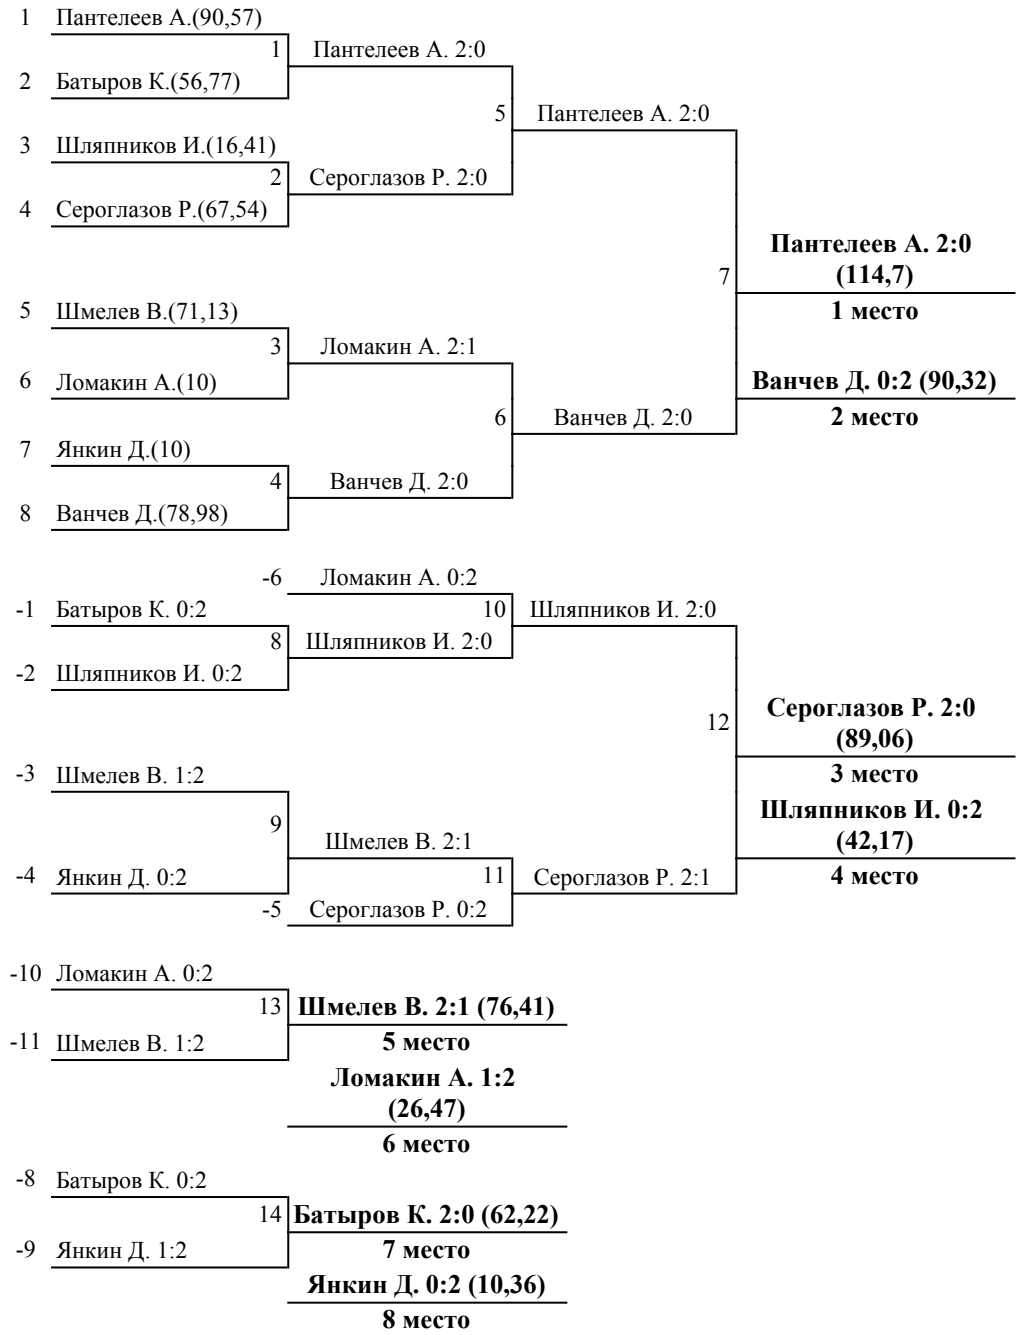 1 Пантелеев А.(90,57)
1 Пантелеев А. 2:0
2 Батыров К.(56,77)
5 Пантелеев А. 2:0
3 Шляпников И.(16,41)
2 Сероглазов Р. 2:0
4 Сероглазов Р.(67,54)
Пантелеев А. 2:0
(114,7)
7
1 место
5 Шмелев В.(71,13)
3 Ломакин А. 2:1
6 Ломакин А.(10)
Ванчев Д. 0:2 (90,32)
2 место
6 Ванчев Д. 2:0
7 Янкин Д.(10)
4 Ванчев Д. 2:0
8 Ванчев Д.(78,98)
-6 Ломакин А. 0:2
-1 Батыров К. 0:2
10 Шляпников И. 2:0
8 Шляпников И. 2:0
-2 Шляпников И. 0:2
12
Сероглазов Р. 2:0
(89,06)
3 место
-3 Шмелев В. 1:2
Шляпников И. 0:2
(42,17)
4 место
9
Шмелев В. 2:1
-4 Янкин Д. 0:2
11 Сероглазов Р. 2:1
-5 Сероглазов Р. 0:2
-10 Ломакин А. 0:2
13 Шмелев В. 2:1 (76,41)
-11 Шмелев В. 1:2
5 место
Ломакин А. 1:2
(26,47)
6 место
-8 Батыров К. 0:2
14 Батыров К. 2:0 (62,22)
-9 Янкин Д. 1:2
7 место
Янкин Д. 0:2 (10,36)
8 место